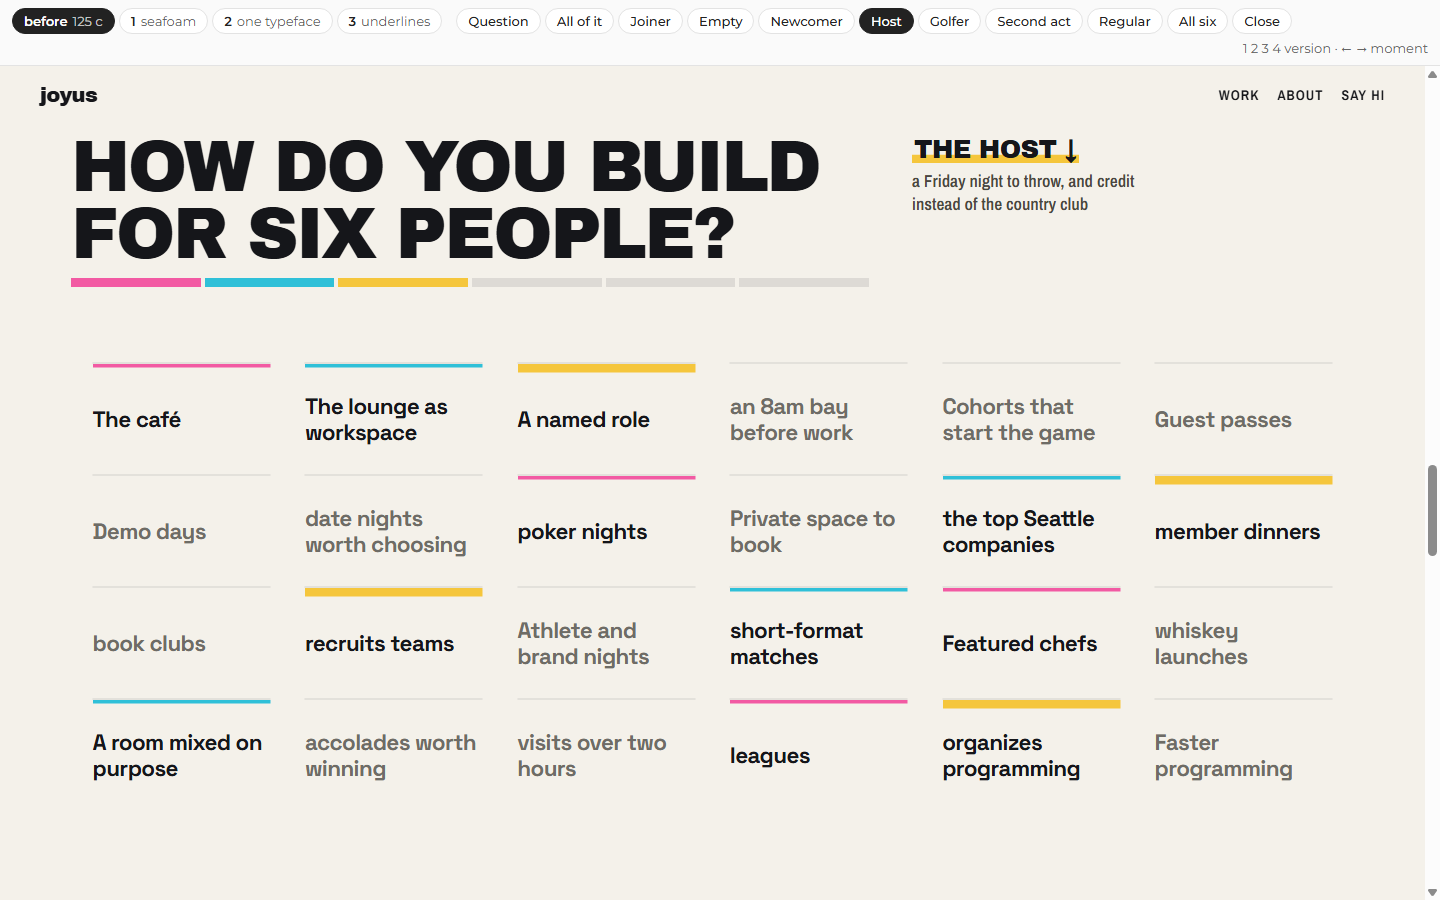 before 125 c 1 seafoam 2 one typeface 3 underlines Question All of it Joiner Empty Newcomer Host Golfer Second act Regular All six Close
1 2 3 4 version · ← → moment
joyus WORK ABOUT SAY HI
HOW DO YOU BUILD
FOR SIX PEOPLE?
THE HOST ↓
a Friday night to throw, and credit
instead of the country club
The café
The lounge as
workspace
A named role
an 8am bay
before work
Cohorts that
start the game
Guest passes
Demo days
date nights
worth choosing
poker nights
Private space to
book
the top Seattle
companies
member dinners
book clubs
recruits teams
Athlete and
brand nights
short-format
matches
Featured chefs
whiskey
launches
A room mixed on
purpose
accolades worth
winning
visits over two
hours
leagues
organizes
programming
Faster
programming